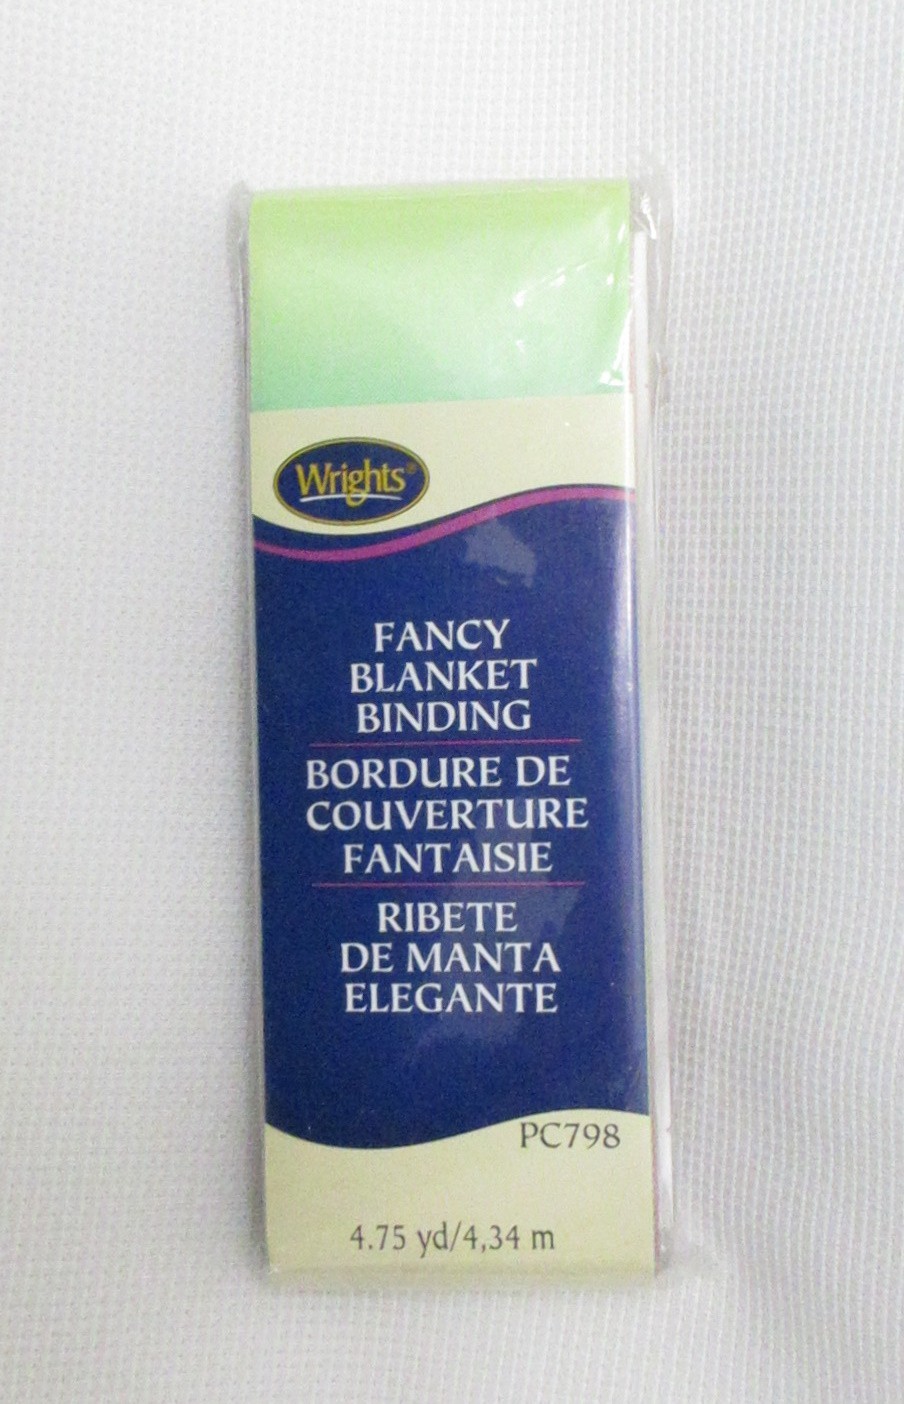 Wrights®
FANCY
BLANKET
BINDING
BORDURE DE
COUVERTURE
FANTAISIE
RIBETE
DE MANTA
ELEGANTE
PC798
4.75 yd/4,34 m